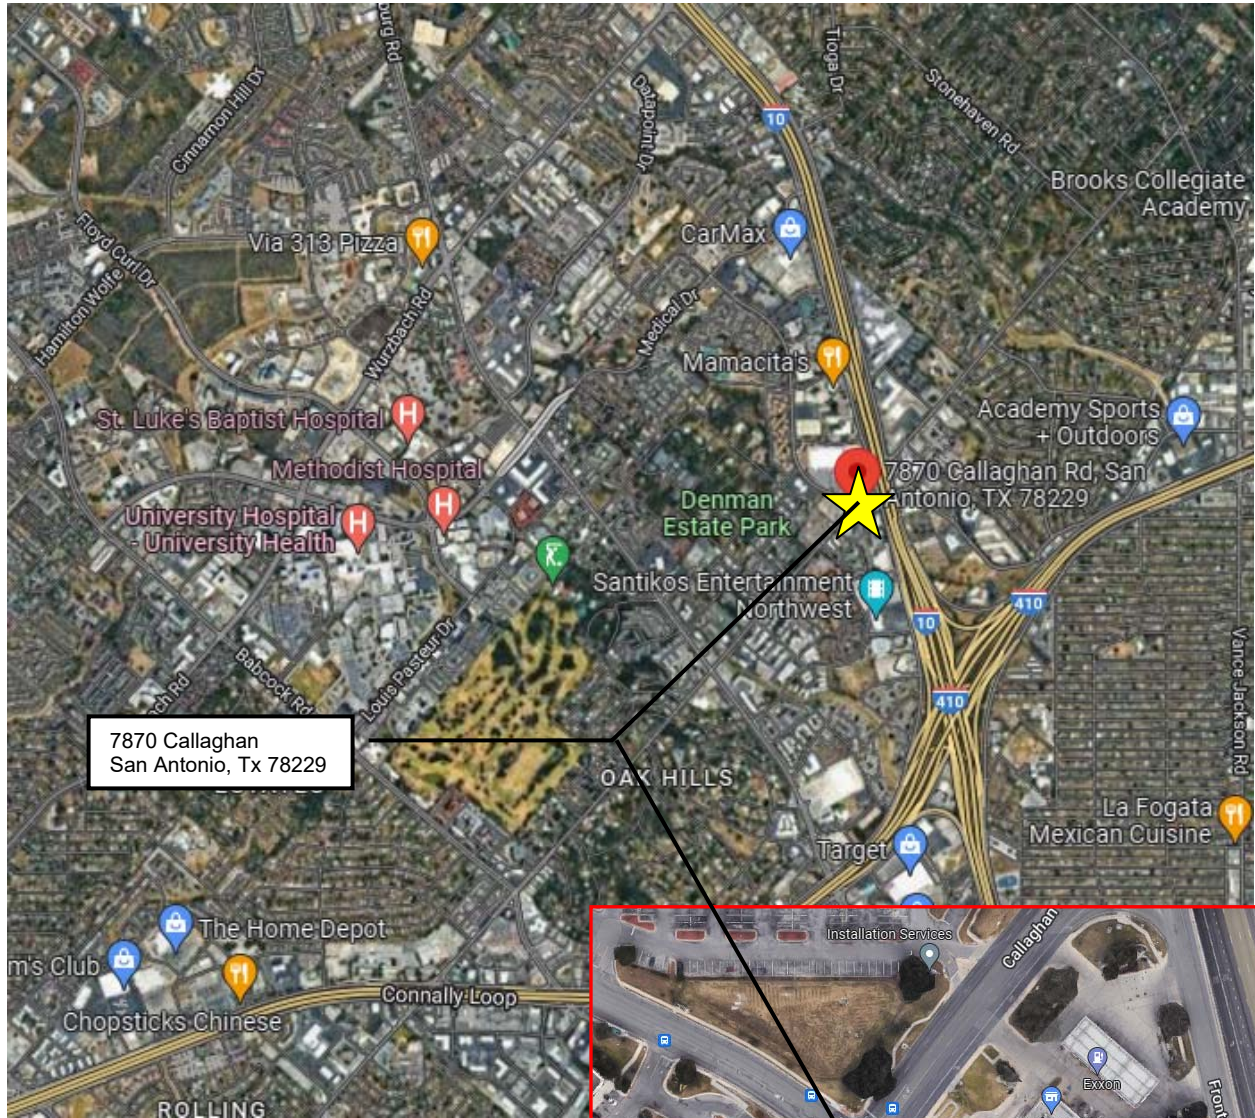 burg Rd
Tioga Dr
Cinnamon Hill Dr
Datapoint Dr
Stonehaven Rd
10
Brooks Collegiate
Academy
Floyd Curl Dr
Via 313 Pizza
CarMax
Hamilton Wolfe
Wurzbach Rd
Medical Dr
Mamacita's
St. Luke's Baptist Hospital
H
Academy Sports
+ Outdoors
Methodist Hospital
H
7870 Callaghan Rd, San
Antonio, TX 78229
Denman
Estate Park
University Hospital
- University Health
H
Santikos Entertainment
Northwest
410
10
Louis Pasteur Dr
Babcock Rd
ach Rd
410
Vance Jackson Rd
7870 Callaghan
San Antonio, Tx 78229
OAK HILLS
La Fogata
Mexican Cuisine
Target
The Home Depot
m's Club
Connally Loop
Chopsticks Chinese
Installation Services
Callaghan
Exxon
Front
ROLLING